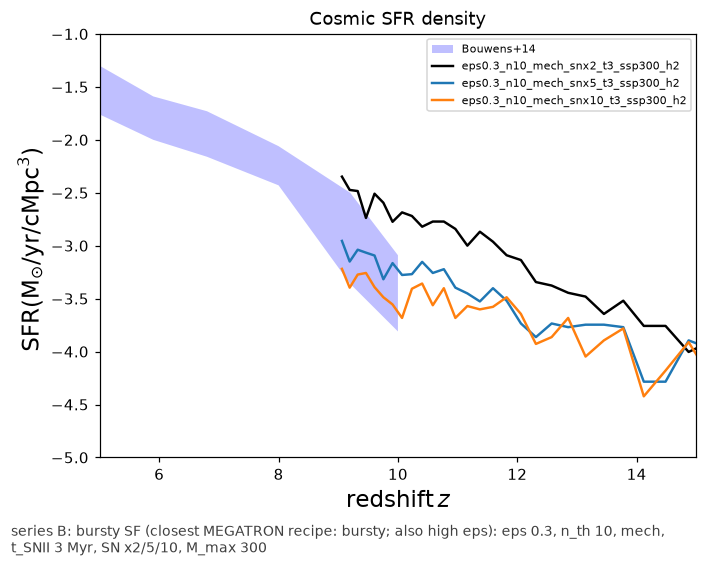 Cosmic SFR density
Bouwens+14
eps0.3_n10_mech_snx2_t3_ssp300_h2
eps0.3_n10_mech_snx5_t3_ssp300_h2
eps0.3_n10_mech_snx10_t3_ssp300_h2
SFR(M⊙/yr/cMpc³)
−1.0
−1.5
−2.0
−2.5
−3.0
−3.5
−4.0
−4.5
−5.0
6 8 10 12 14
redshift z
series B: bursty SF (closest MEGATRON recipe: bursty; also high eps): eps 0.3, n_th 10, mech,
t_SNII 3 Myr, SN x2/5/10, M_max 300